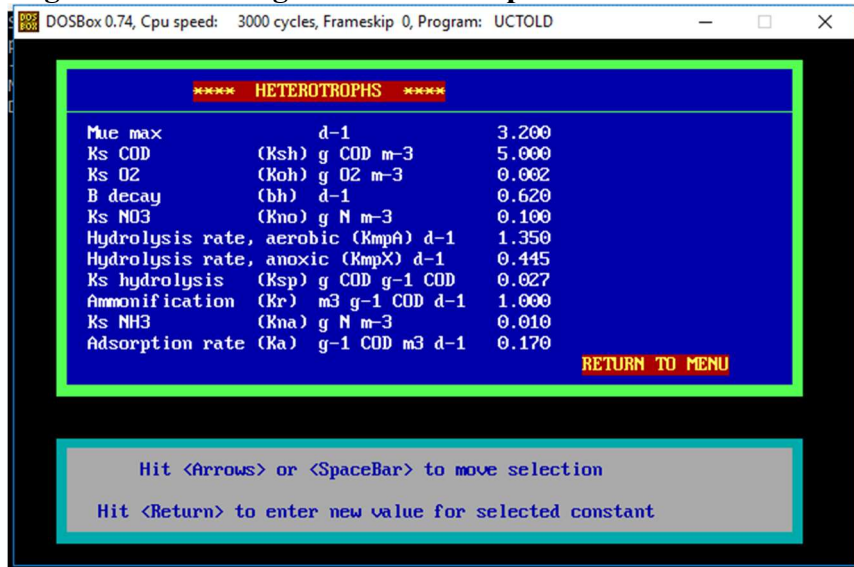 DOSBox 0.74, Cpu speed: 3000 cycles, Frameskip 0, Program: UCTOLD
**** HETEROTROPHS ****
Mue max d-1 3.200
Ks COD (Ksh) g COD m-3 5.000
Ks O2 (Koh) g O2 m-3 0.002
B decay (bh) d-1 0.620
Ks NO3 (Kno) g N m-3 0.100
Hydrolysis rate, aerobic (KmpA) d-1 1.350
Hydrolysis rate, anoxic (KmpX) d-1 0.445
Ks hydrolysis (Ksp) g COD g-1 COD 0.027
Ammonification (Kr) m3 g-1 COD d-1 1.000
Ks NH3 (Kna) g N m-3 0.010
Adsorption rate (Ka) g-1 COD m3 d-1 0.170
RETURN TO MENU
Hit <Arrows> or <SpaceBar> to move selection
Hit <Return> to enter new value for selected constant